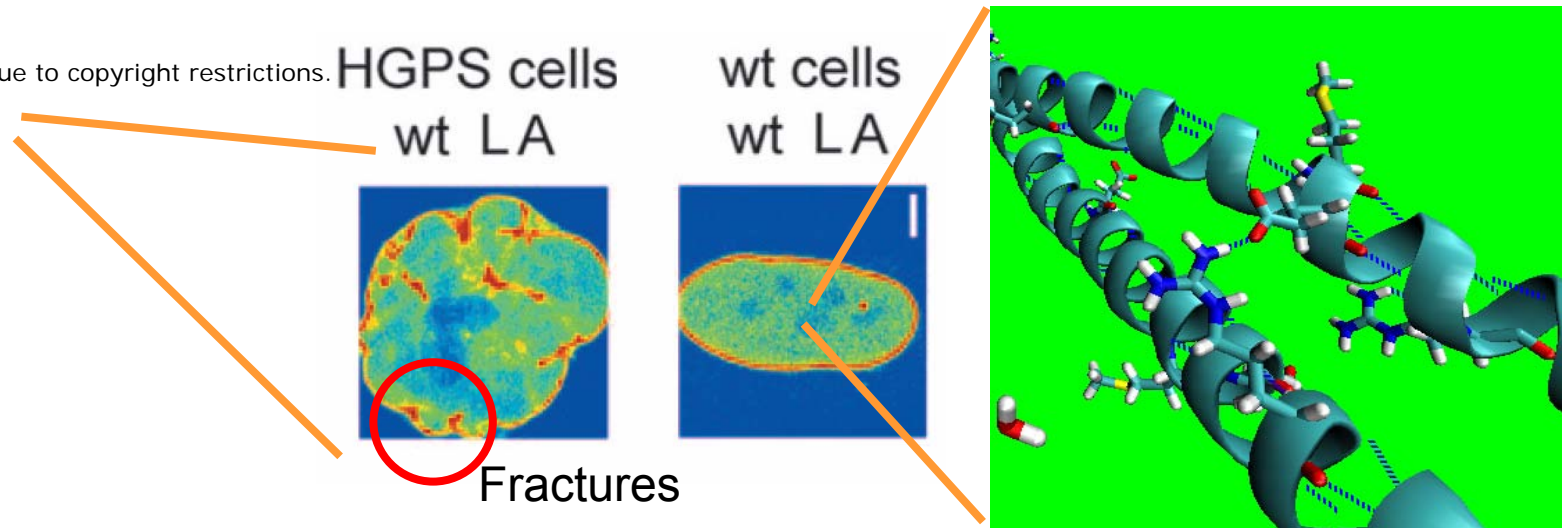 ue to copyright restrictions.
HGPS cells
wt LA
wt cells
wt LA
Fractures